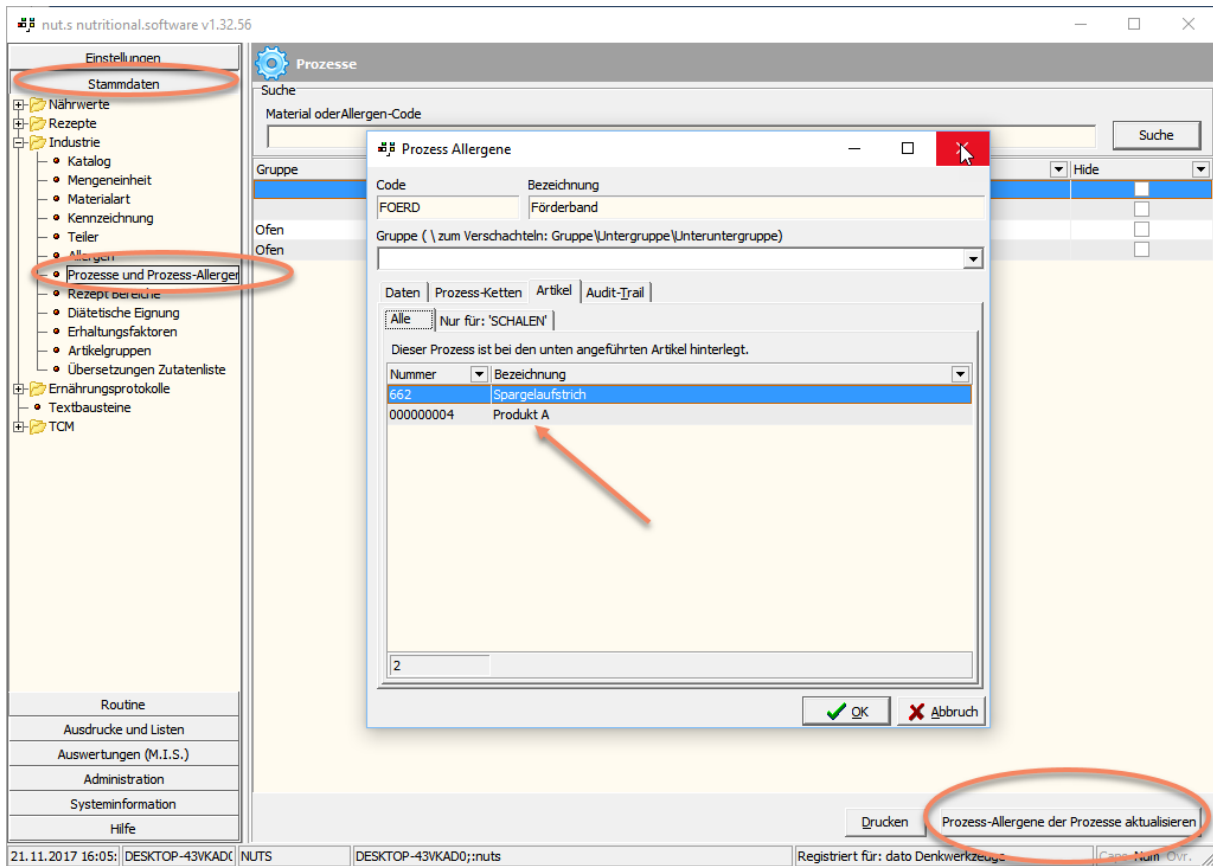 nut.s nutritional.software v1.32.56
Einstellungen
Stammdaten
Nährwerte
Rezepte
Industrie
Katalog
Mengeneinheit
Materialart
Kennzeichnung
Teiler
Allergen
Prozesse und Prozess-Allergen
Rezept Bereiche
Diätetische Eignung
Erhaltungsfaktoren
Artikelgruppen
Übersetzungen Zutatenliste
Ernährungsprotokolle
Textbausteine
TCM
Routine
Ausdrucke und Listen
Auswertungen (M.I.S.)
Administration
Systeminformation
Hilfe
Prozesse
Suche
Material oderAllergen-Code
Suche
Gruppe
Hide
Ofen
Ofen
Prozess Allergene
Code Bezeichnung
FOERD Förderband
Gruppe ( \ zum Verschachteln: Gruppe\Untergruppe\Unteruntergruppe)
Daten Prozess-Ketten Artikel Audit-Trail
Alle Nur für: 'SCHALEN'
Dieser Prozess ist bei den unten angeführten Artikel hinterlegt.
Nummer Bezeichnung
662 Spargelaufstrich
000000004 Produkt A
2
OK Abbruch
Drucken Prozess-Allergene der Prozesse aktualisieren
21.11.2017 16:05: DESKTOP-43VKAD( NUTS DESKTOP-43VKAD0;:nuts Registriert für: dato Denkwerkzeuge Caps Num Ovr.